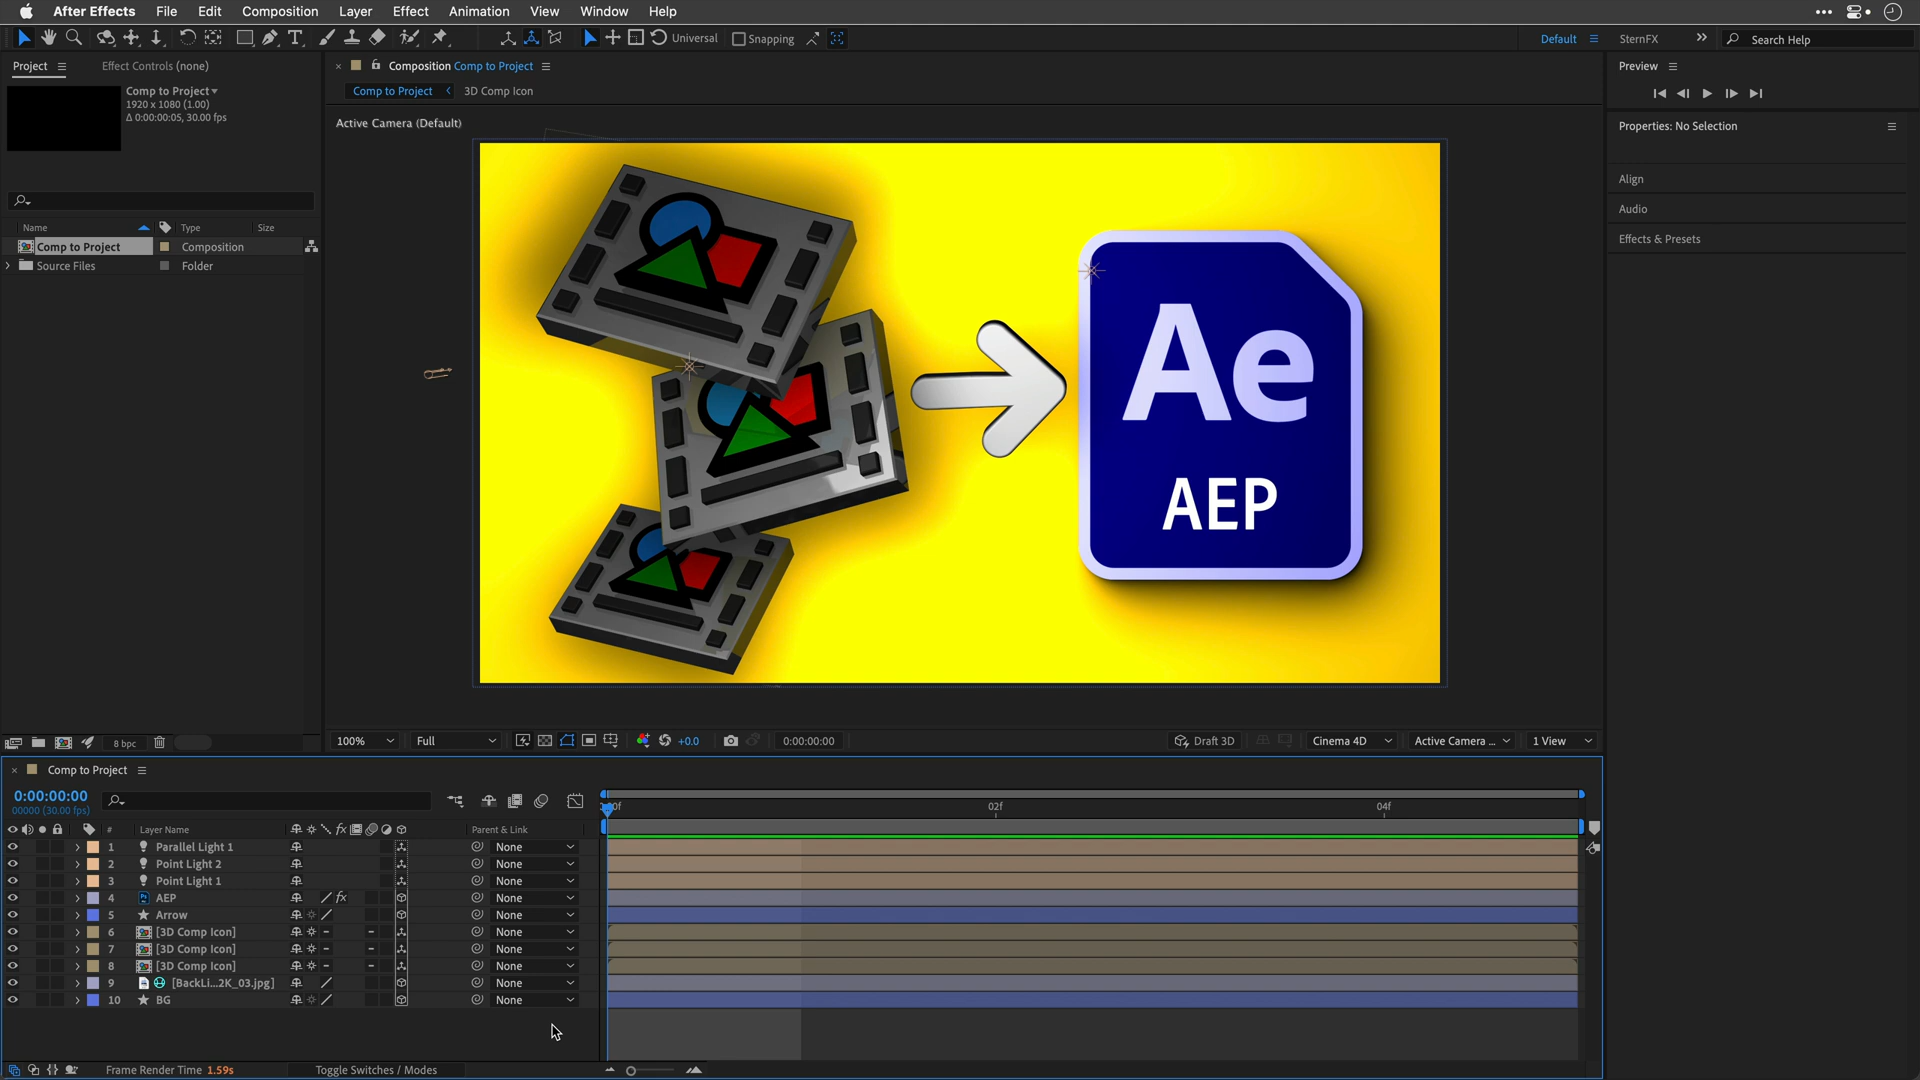 After Effects File Edit Composition Layer Effect Animation View Window Help
Universal Snapping Default SternFX Search Help
Project Effect Controls (none) Composition Comp to Project Preview
Comp to Project 3D Comp Icon
Comp to Project
1920 x 1080 (1.00)
Δ 0:00:00:05, 30.00 fps
Active Camera (Default)
Properties: No Selection
Align
Audio
Effects & Presets
Name Type Size
Comp to Project Composition
Source Files Folder
Ae
AEP
8 bpc 100% Full +0.0 0:00:00:00 Draft 3D Cinema 4D Active Camera ... 1 View
Comp to Project
0:00:00:00
00000 (30.00 fps)
02f 04f
# Layer Name fx Parent & Link
1 Parallel Light 1 None
2 Point Light 2 None
3 Point Light 1 None
4 Ps AEP fx None
5 Arrow None
6 [3D Comp Icon] None
7 [3D Comp Icon] None
8 [3D Comp Icon] None
9 [BackLi...2K_03.jpg] None
10 BG None
Frame Render Time 1.59s Toggle Switches / Modes